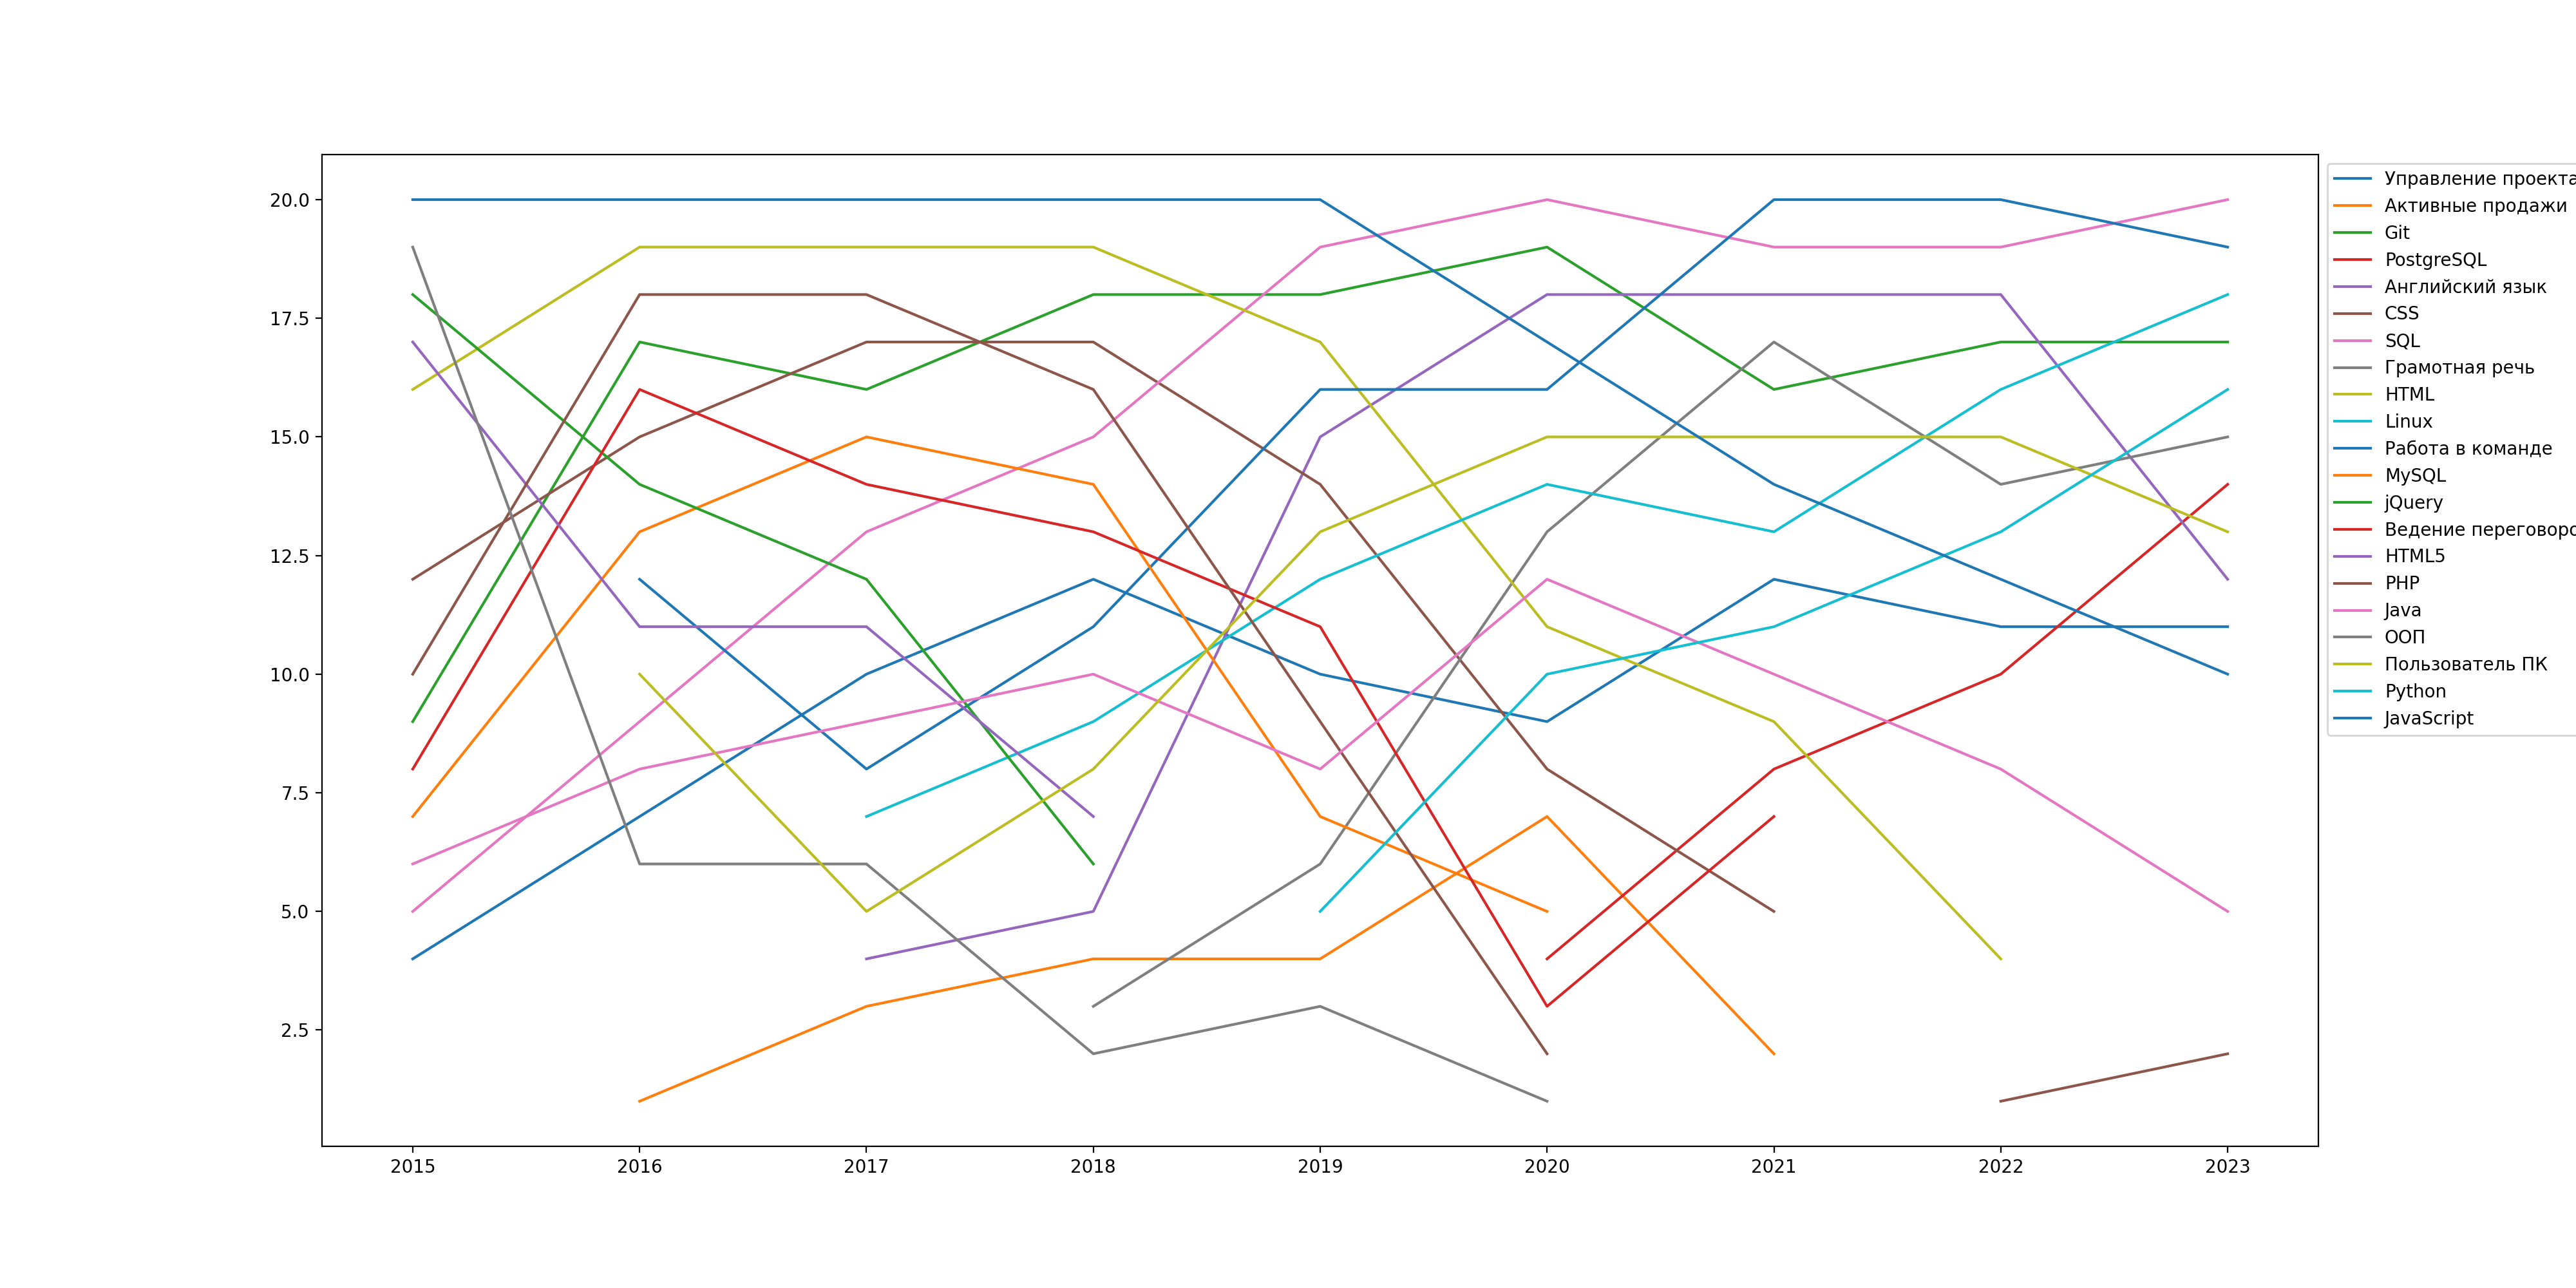 20.0
17.5
15.0
12.5
10.0
7.5
5.0
2.5
2015 2016 2017 2018 2019 2020 2021 2022 2023
Управление проекта
Активные продажи
Git
PostgreSQL
Английский язык
CSS
SQL
Грамотная речь
HTML
Linux
Работа в команде
MySQL
jQuery
Ведение переговоро
HTML5
PHP
Java
ООП
Пользователь ПК
Python
JavaScript